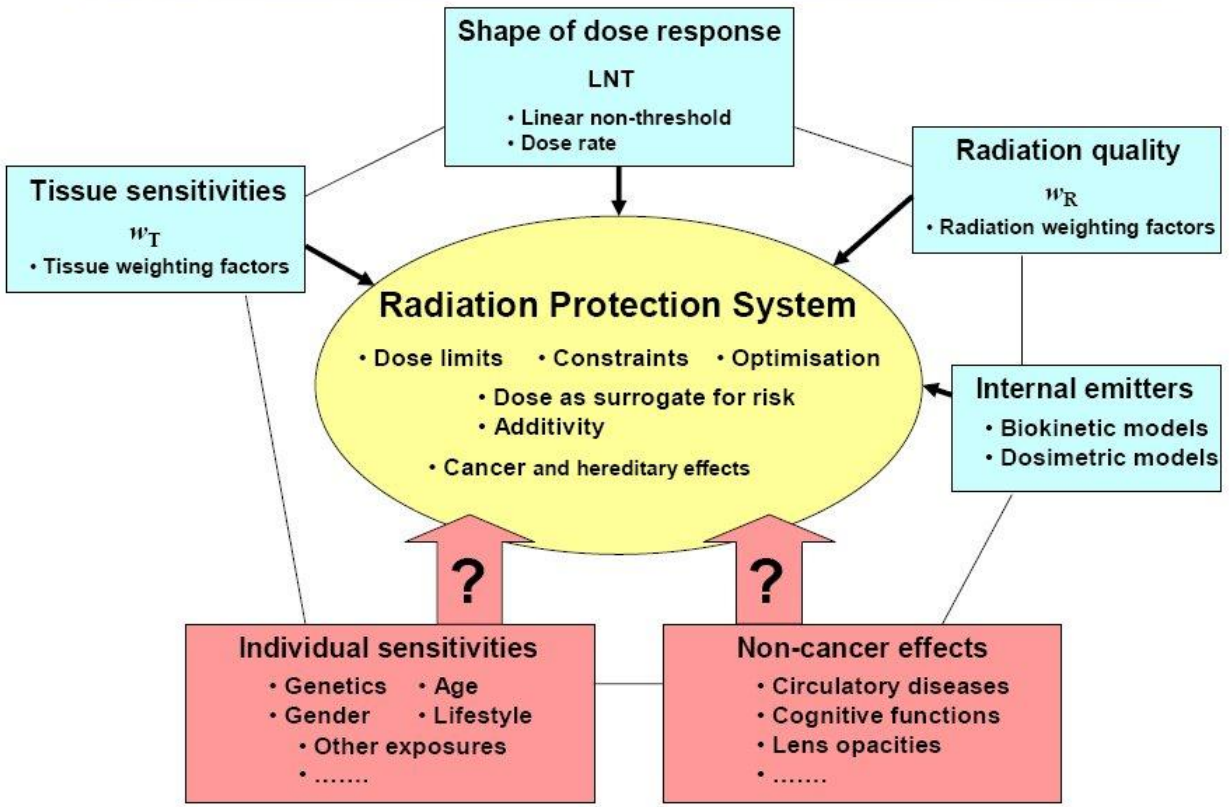 Shape of dose response
LNT
• Linear non-threshold
• Dose rate
Tissue sensitivities
wT
• Tissue weighting factors
Radiation quality
wR
• Radiation weighting factors
Radiation Protection System
• Dose limits • Constraints • Optimisation
• Dose as surrogate for risk
• Additivity
• Cancer and hereditary effects
Internal emitters
• Biokinetic models
• Dosimetric models
?
?
Individual sensitivities
• Genetics • Age
• Gender • Lifestyle
• Other exposures
• .......
Non-cancer effects
• Circulatory diseases
• Cognitive functions
• Lens opacities
• .......